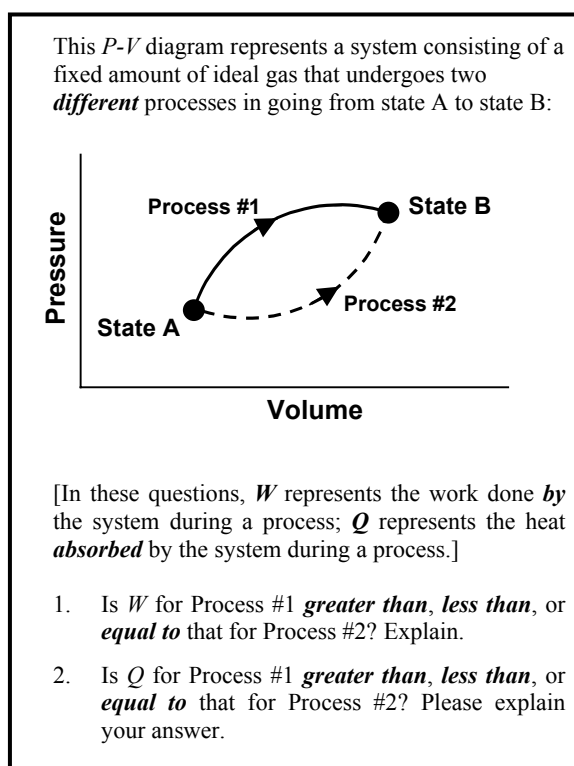 This P-V diagram represents a system consisting of a
fixed amount of ideal gas that undergoes two
different processes in going from state A to state B:
Process #1
State B
Pressure
Process #2
State A
Volume
[In these questions, W represents the work done by
the system during a process; Q represents the heat
absorbed by the system during a process.]
1. Is W for Process #1 greater than, less than, or
equal to that for Process #2? Explain.
2. Is Q for Process #1 greater than, less than, or
equal to that for Process #2? Please explain
your answer.